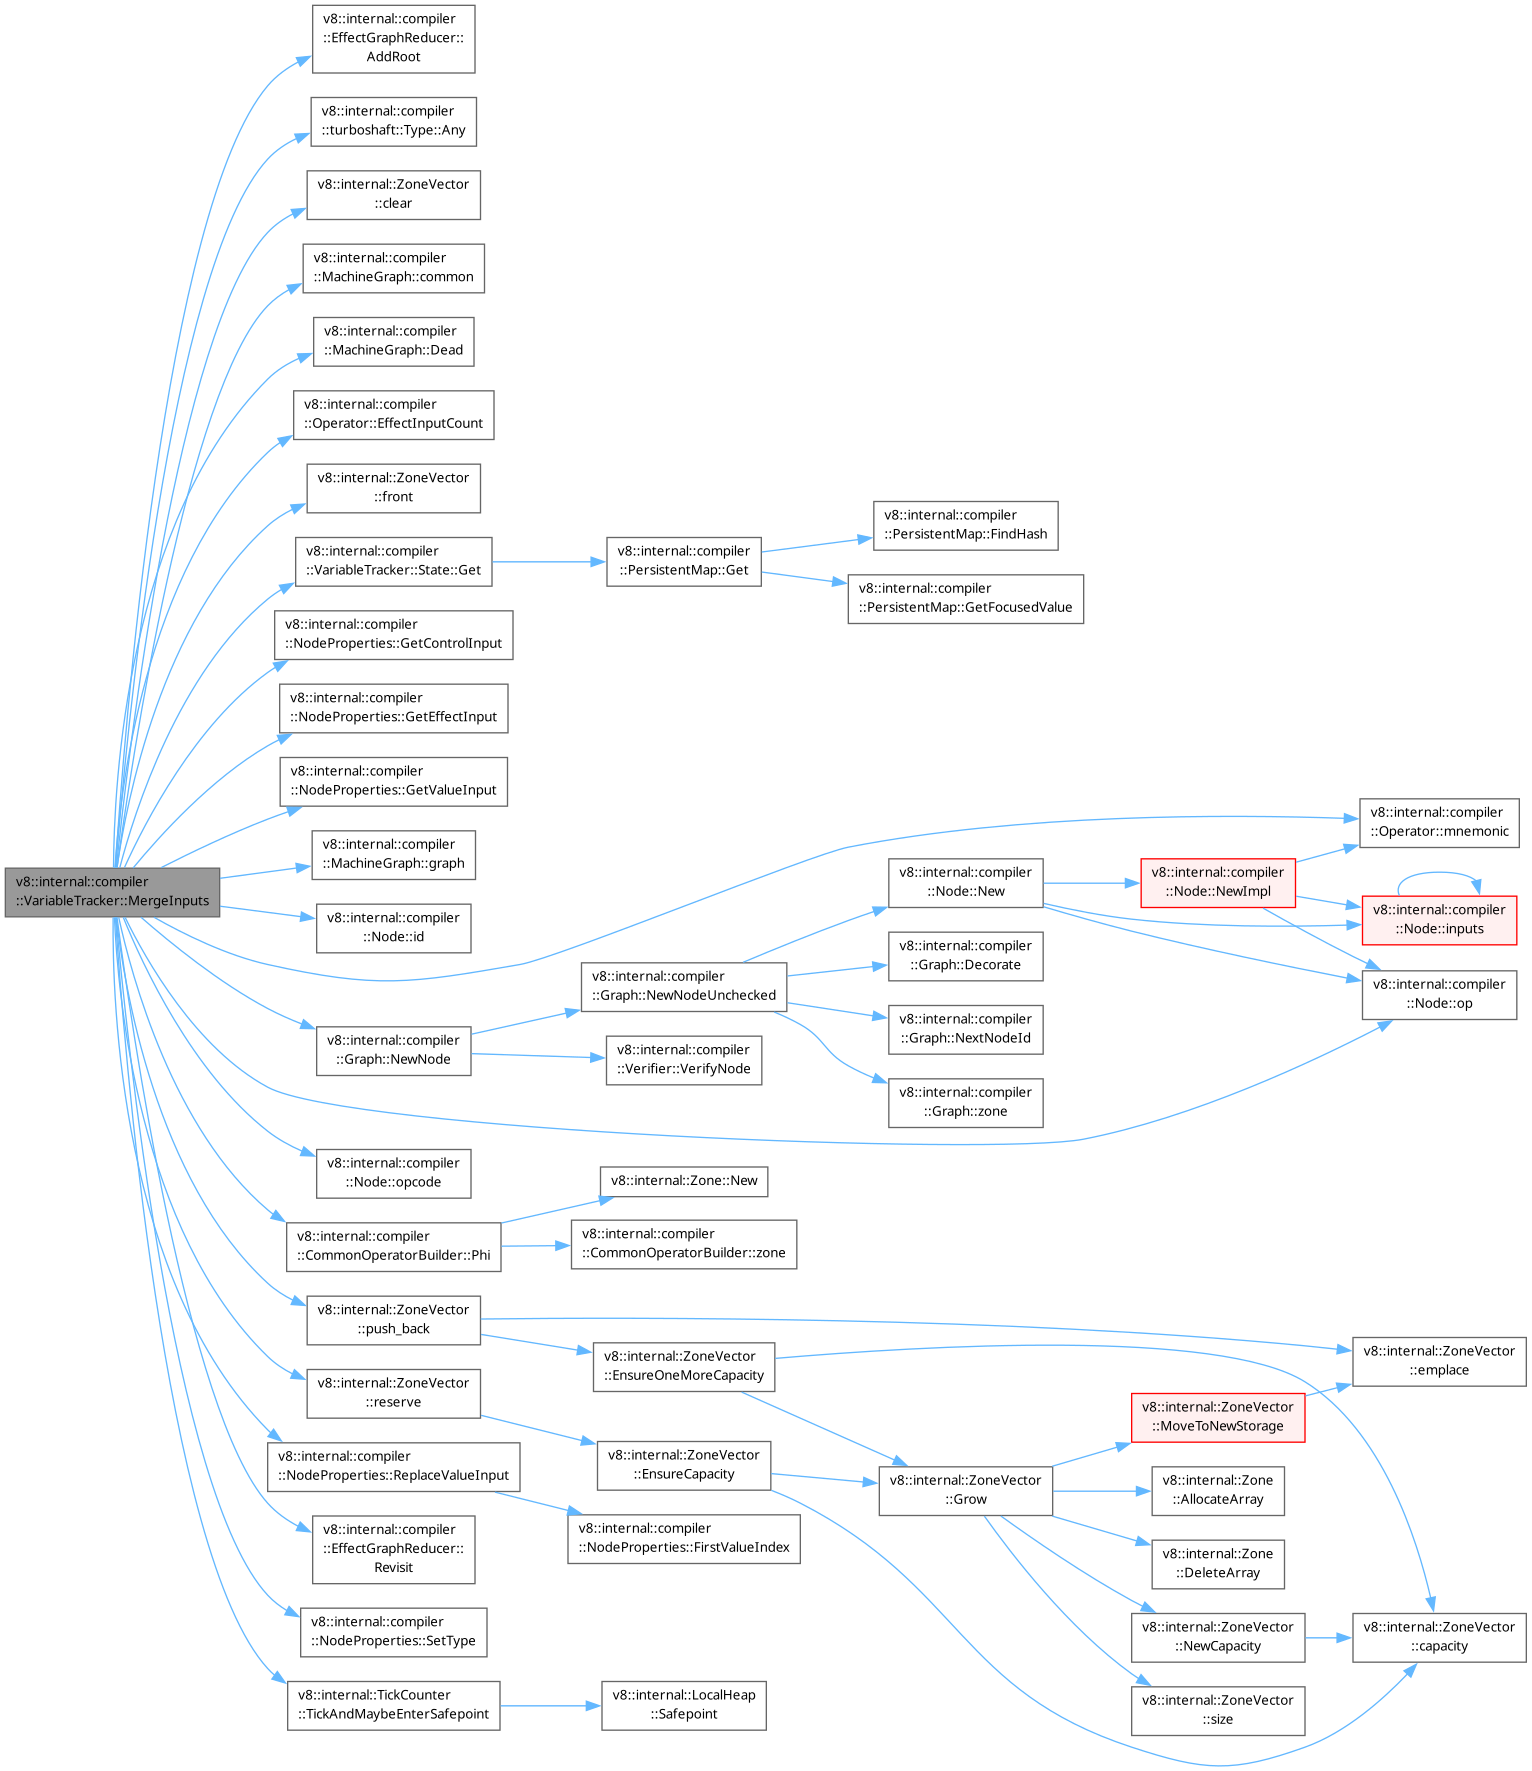 v8::internal::compiler
::VariableTracker::MergeInputs
v8::internal::compiler
::EffectGraphReducer::
AddRoot
v8::internal::compiler
::turboshaft::Type::Any
v8::internal::ZoneVector
::clear
v8::internal::compiler
::MachineGraph::common
v8::internal::compiler
::MachineGraph::Dead
v8::internal::compiler
::Operator::EffectInputCount
v8::internal::ZoneVector
::front
v8::internal::compiler
::VariableTracker::State::Get
v8::internal::compiler
::NodeProperties::GetControlInput
v8::internal::compiler
::NodeProperties::GetEffectInput
v8::internal::compiler
::NodeProperties::GetValueInput
v8::internal::compiler
::MachineGraph::graph
v8::internal::compiler
::Node::id
v8::internal::compiler
::Graph::NewNode
v8::internal::compiler
::Node::opcode
v8::internal::compiler
::CommonOperatorBuilder::Phi
v8::internal::ZoneVector
::push_back
v8::internal::ZoneVector
::reserve
v8::internal::compiler
::NodeProperties::ReplaceValueInput
v8::internal::compiler
::EffectGraphReducer::
Revisit
v8::internal::compiler
::NodeProperties::SetType
v8::internal::TickCounter
::TickAndMaybeEnterSafepoint
v8::internal::compiler
::PersistentMap::Get
v8::internal::compiler
::PersistentMap::FindHash
v8::internal::compiler
::PersistentMap::GetFocusedValue
v8::internal::compiler
::Graph::NewNodeUnchecked
v8::internal::compiler
::Verifier::VerifyNode
v8::internal::compiler
::Node::New
v8::internal::compiler
::Graph::Decorate
v8::internal::compiler
::Graph::NextNodeId
v8::internal::compiler
::Graph::zone
v8::internal::compiler
::Node::NewImpl
v8::internal::compiler
::Operator::mnemonic
v8::internal::compiler
::Node::inputs
v8::internal::compiler
::Node::op
v8::internal::Zone::New
v8::internal::compiler
::CommonOperatorBuilder::zone
v8::internal::ZoneVector
::EnsureOneMoreCapacity
v8::internal::ZoneVector
::EnsureCapacity
v8::internal::compiler
::NodeProperties::FirstValueIndex
v8::internal::LocalHeap
::Safepoint
v8::internal::ZoneVector
::Grow
v8::internal::ZoneVector
::MoveToNewStorage
v8::internal::Zone
::AllocateArray
v8::internal::Zone
::DeleteArray
v8::internal::ZoneVector
::NewCapacity
v8::internal::ZoneVector
::size
v8::internal::ZoneVector
::emplace
v8::internal::ZoneVector
::capacity